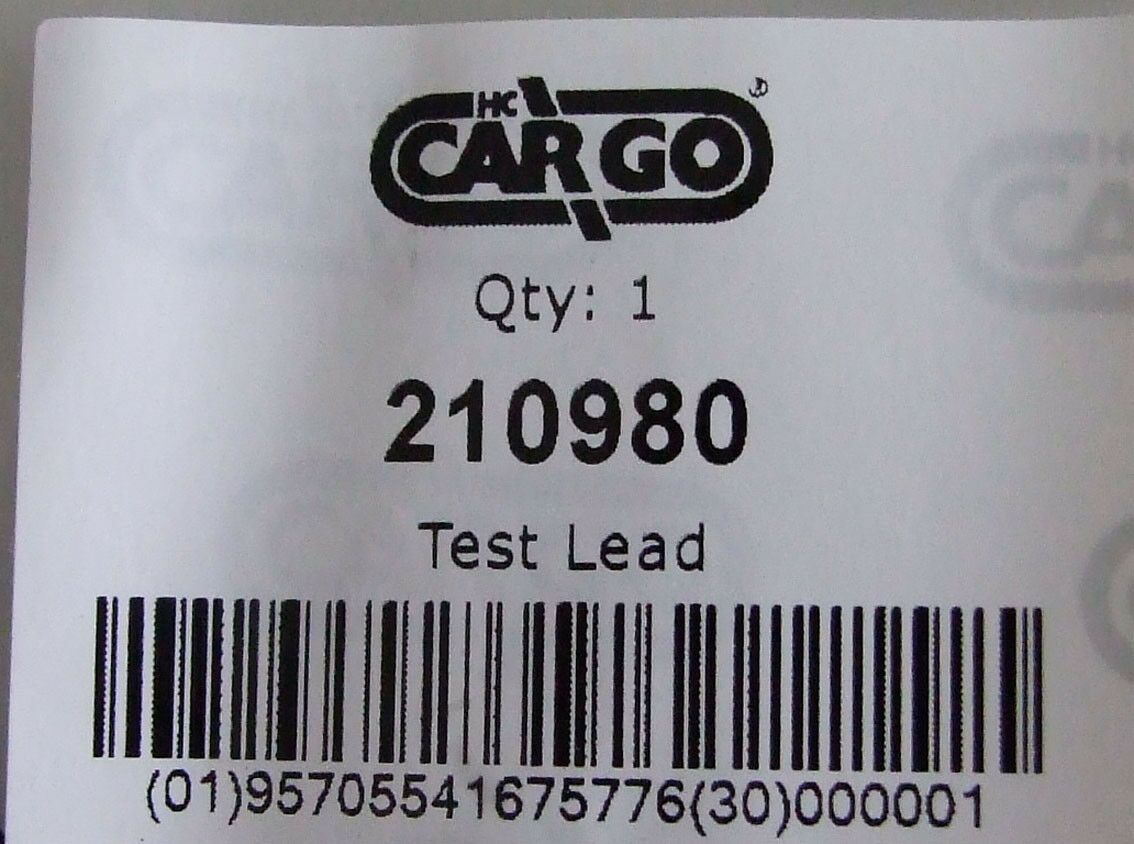 HC
CARGO
Qty: 1
210980
Test Lead
(01)95705541675776(30)000001